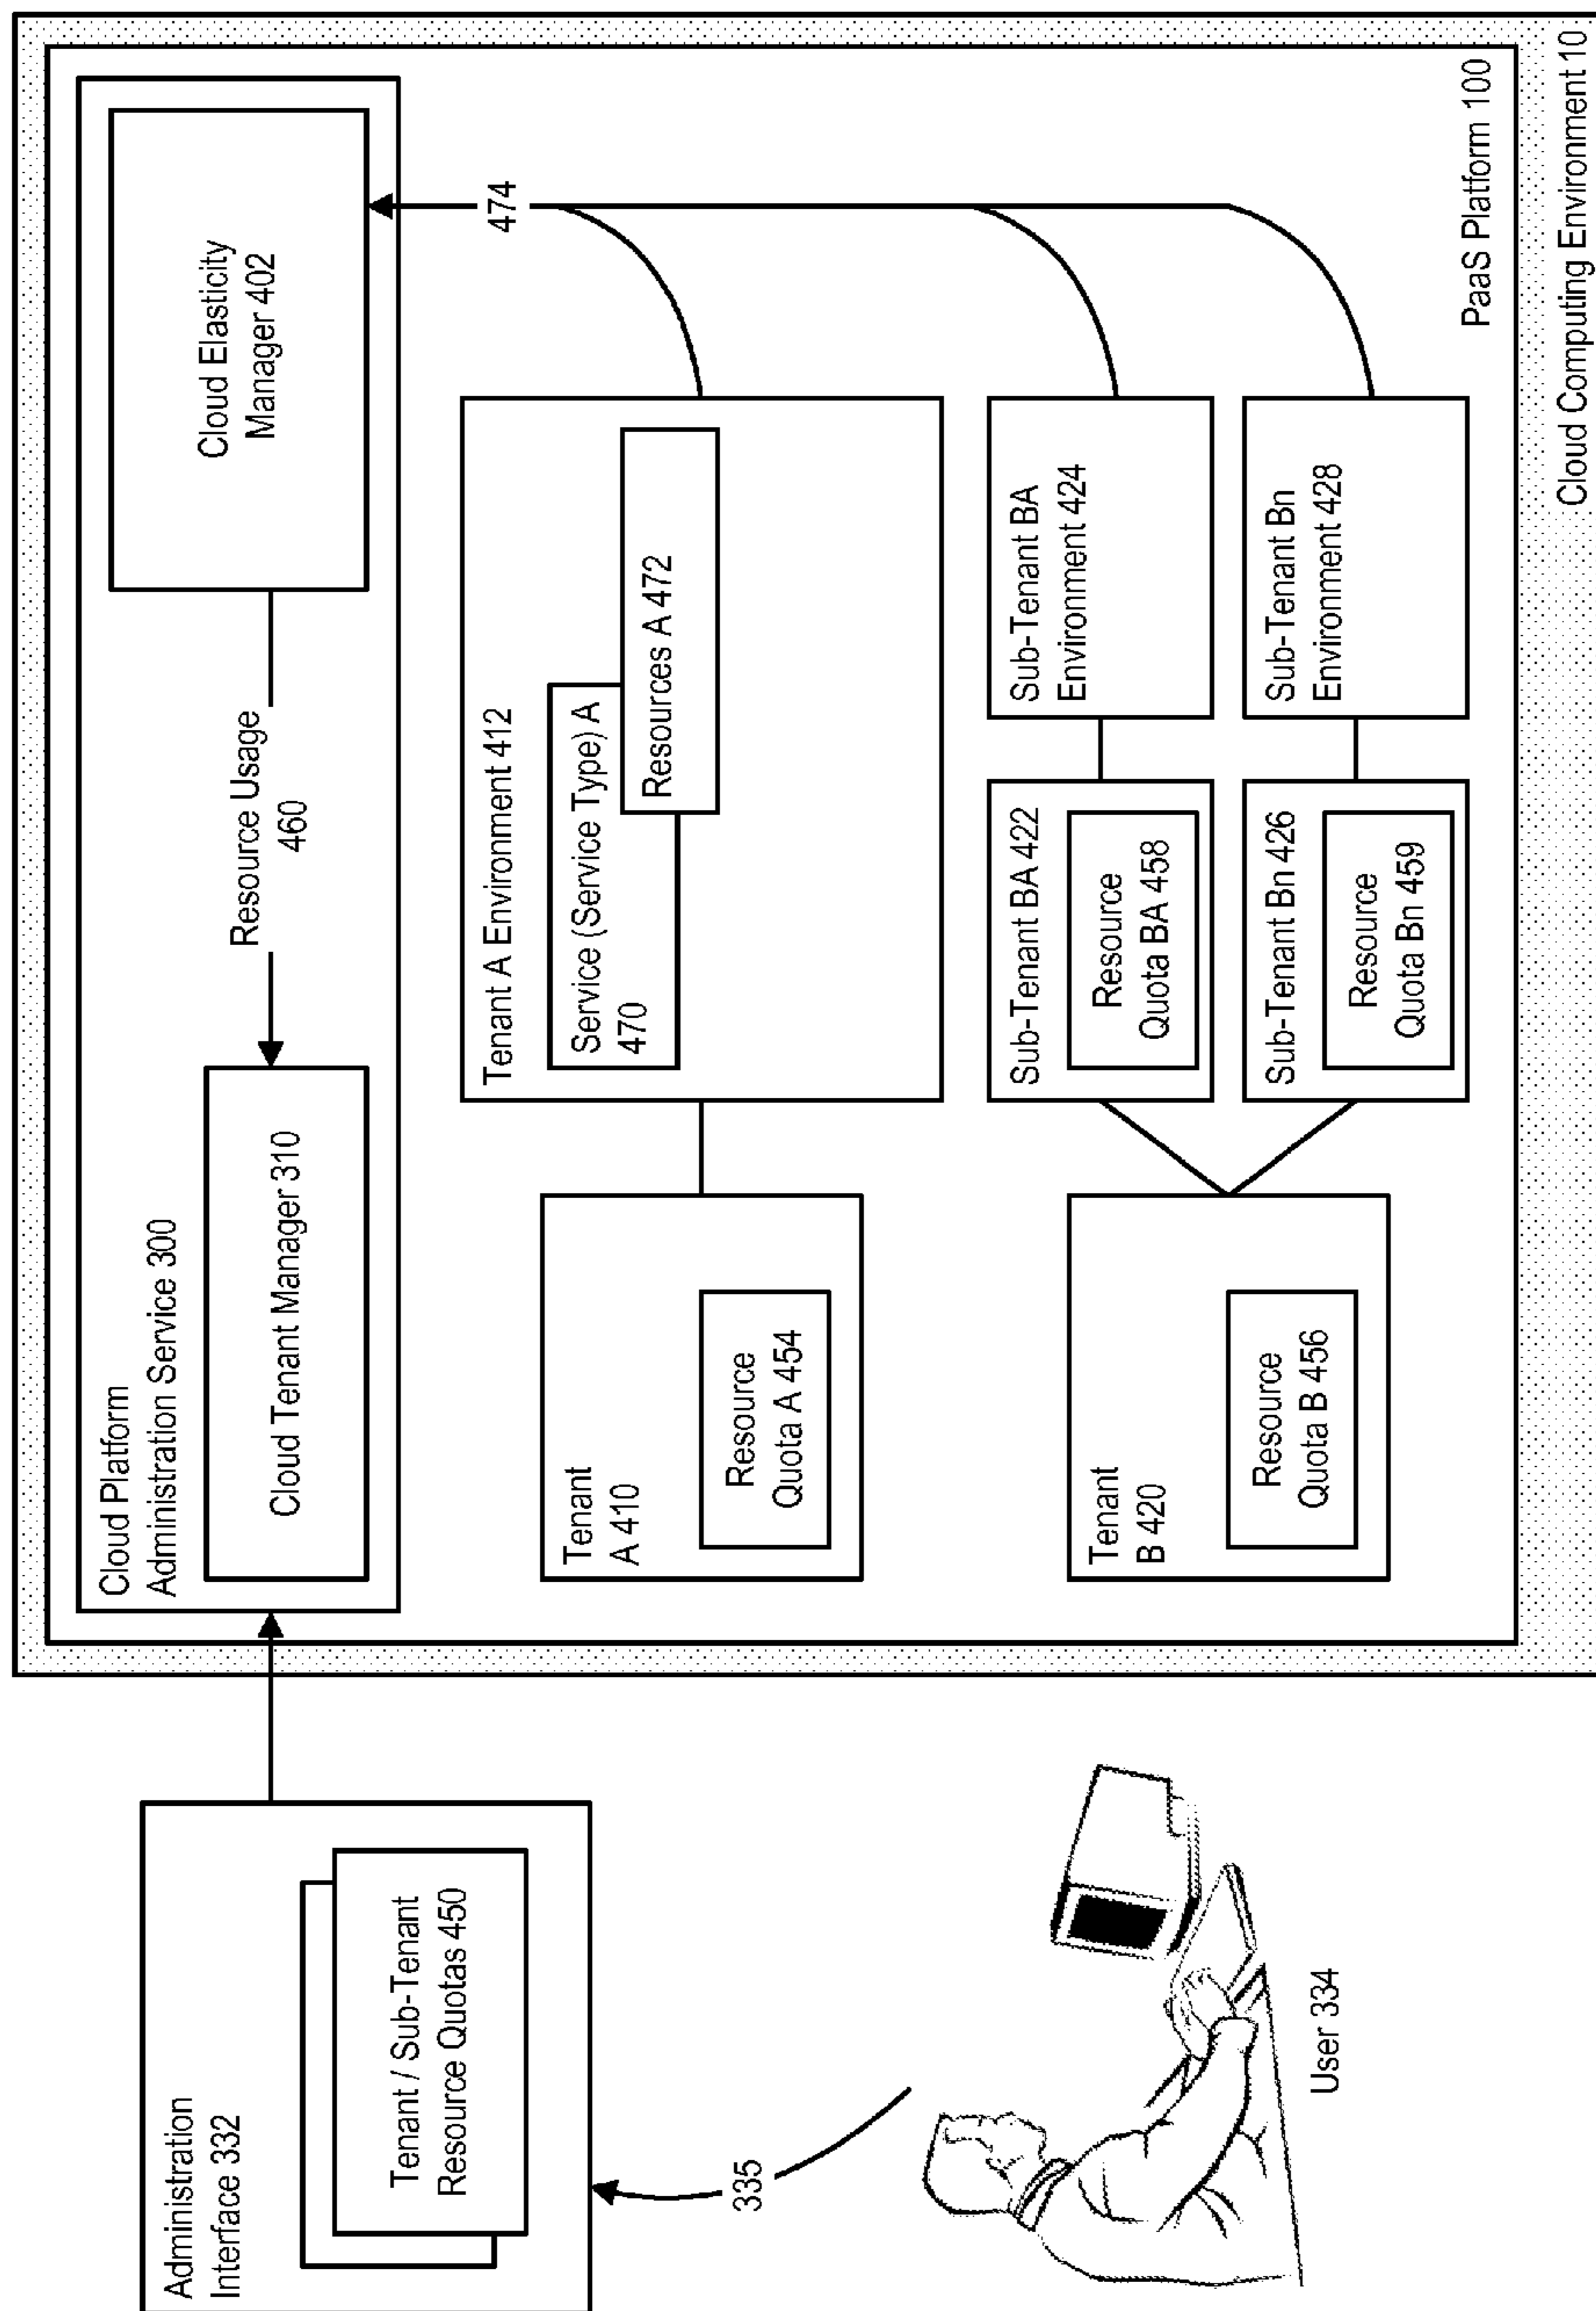 Administration
Interface 332
Tenant / Sub-Tenant
Resource Quotas 450
335
User 334
Cloud Platform
Administration Service 300
Cloud Tenant Manager 310
Resource Usage
460
Cloud Elasticity
Manager 402
474
Tenant
A 410
Resource
Quota A 454
Tenant A Environment 412
Service (Service Type) A
470
Resources A 472
Tenant
B 420
Resource
Quota B 456
Sub-Tenant BA 422
Resource
Quota BA 458
Sub-Tenant BA
Environment 424
Sub-Tenant Bn 426
Resource
Quota Bn 459
Sub-Tenant Bn
Environment 428
PaaS Platform 100
Cloud Computing Environment 10